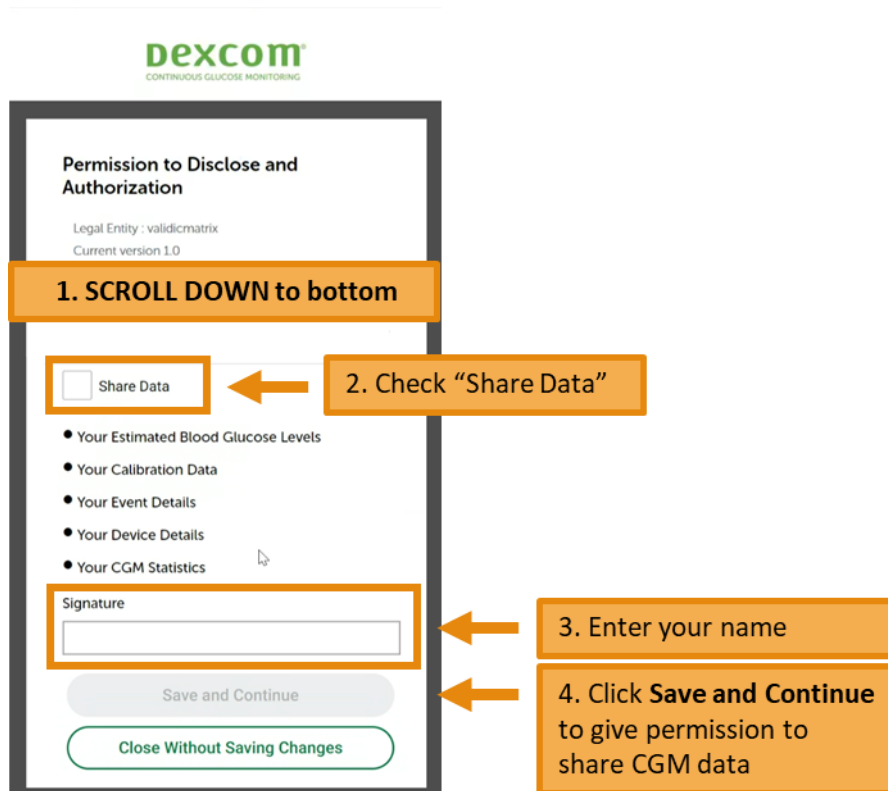 Dexcom
CONTINUOUS GLUCOSE MONITORING
Permission to Disclose and
Authorization
Legal Entity : validicmatrix
Current version 1.0
1. SCROLL DOWN to bottom
Share Data
2. Check “Share Data”
• Your Estimated Blood Glucose Levels
• Your Calibration Data
• Your Event Details
• Your Device Details
• Your CGM Statistics
Signature
3. Enter your name
Save and Continue
4. Click Save and Continue
to give permission to
share CGM data
Close Without Saving Changes